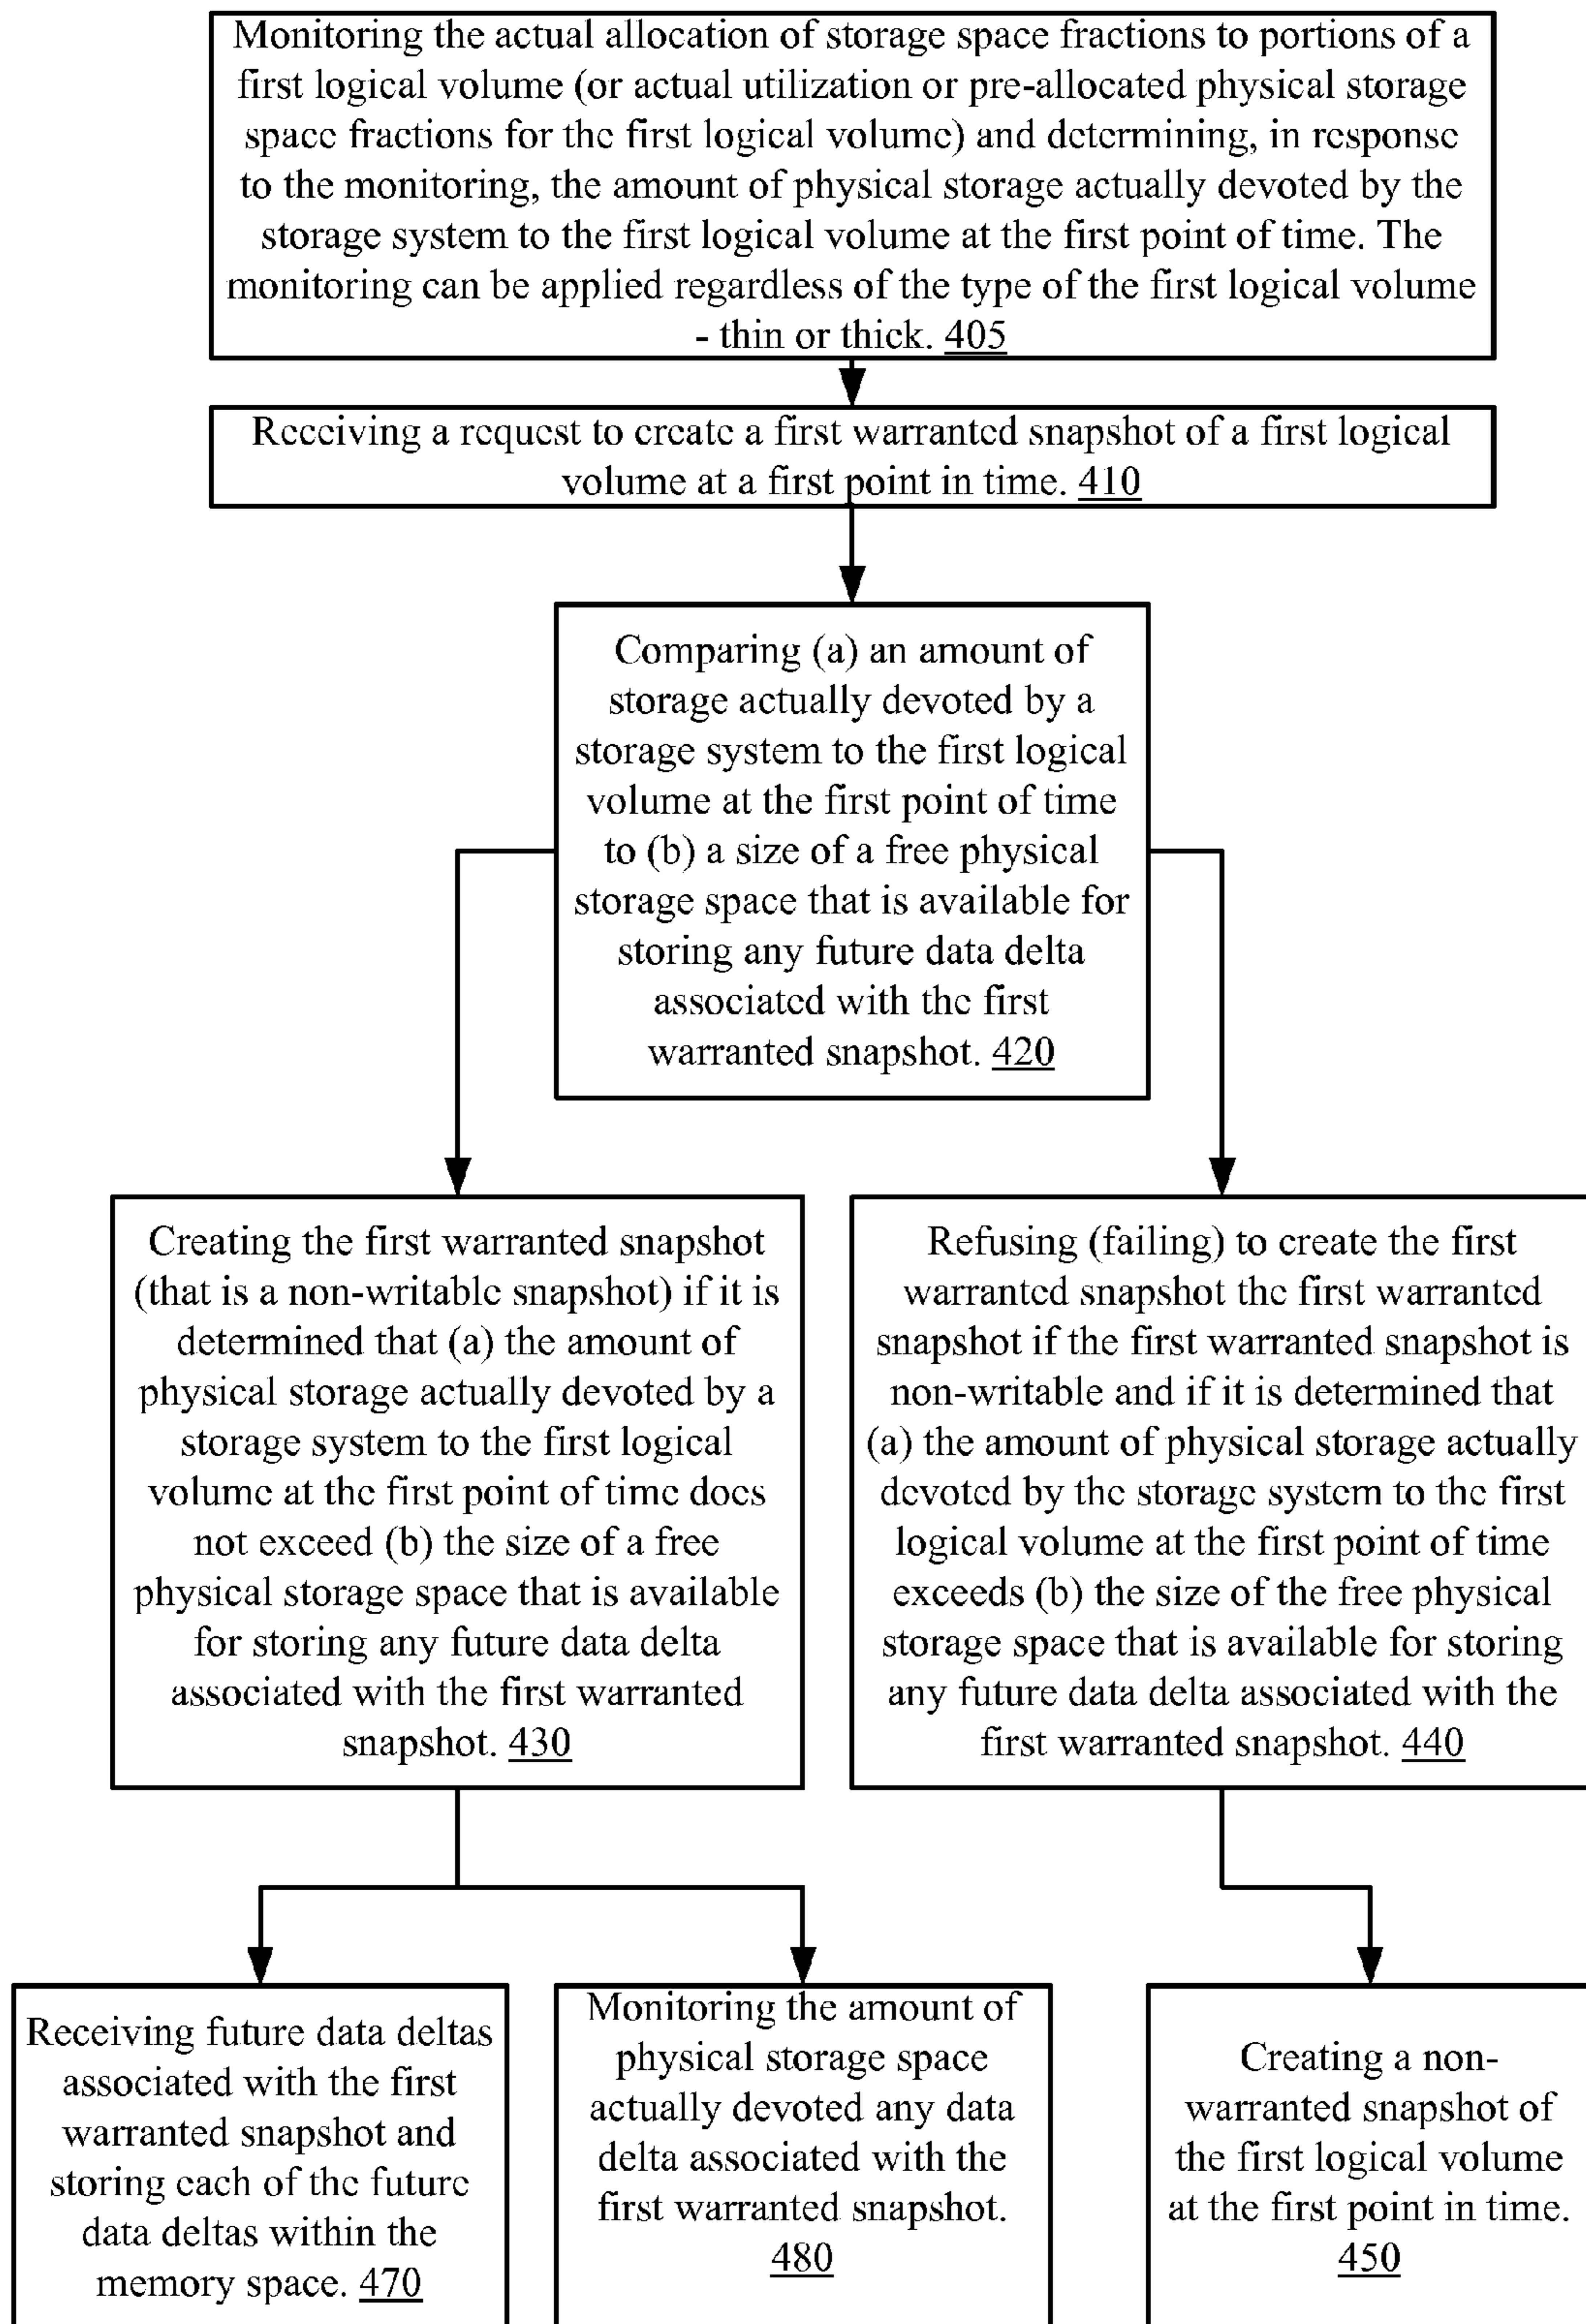 Monitoring the actual allocation of storage space fractions to portions of a
first logical volume (or actual utilization or pre-allocated physical storage
space fractions for the first logical volume) and determining, in response
to the monitoring, the amount of physical storage actually devoted by the
storage system to the first logical volume at the first point of time. The
monitoring can be applied regardless of the type of the first logical volume
- thin or thick. 405
Receiving a request to create a first warranted snapshot of a first logical
volume at a first point in time. 410
Comparing (a) an amount of
storage actually devoted by a
storage system to the first logical
volume at the first point of time
to (b) a size of a free physical
storage space that is available for
storing any future data delta
associated with the first
warranted snapshot. 420
Creating the first warranted snapshot
(that is a non-writable snapshot) if it is
determined that (a) the amount of
physical storage actually devoted by a
storage system to the first logical
volume at the first point of time does
not exceed (b) the size of a free
physical storage space that is available
for storing any future data delta
associated with the first warranted
snapshot. 430
Refusing (failing) to create the first
warranted snapshot the first warranted
snapshot if the first warranted snapshot is
non-writable and if it is determined that
(a) the amount of physical storage actually
devoted by the storage system to the first
logical volume at the first point of time
exceeds (b) the size of the free physical
storage space that is available for storing
any future data delta associated with the
first warranted snapshot. 440
Receiving future data deltas
associated with the first
warranted snapshot and
storing each of the future
data deltas within the
memory space. 470
Monitoring the amount of
physical storage space
actually devoted any data
delta associated with the
first warranted snapshot.
480
Creating a non-
warranted snapshot of
the first logical volume
at the first point in time.
450